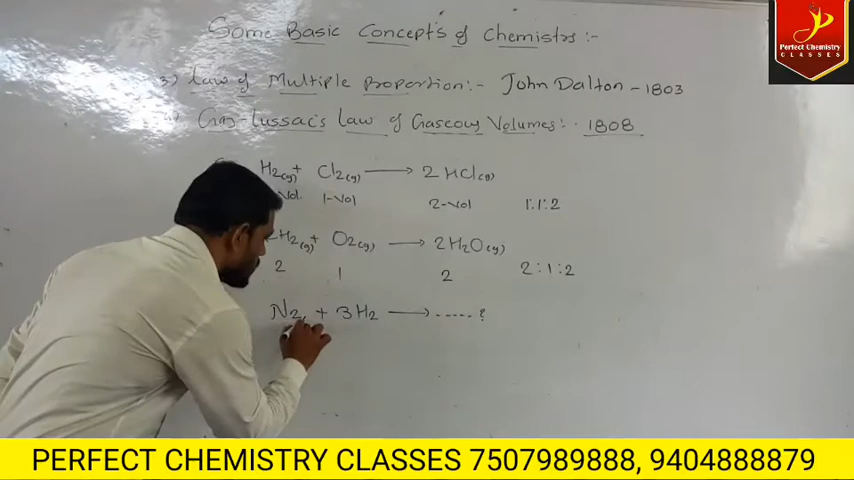 Some Basic Concepts of Chemistry :-
3) Law of Multiple proportion :- John Dalton - 1803
Gay-Lussac's Law of Gaseous Volumes :- 1808
H2(g) + Cl2(g) → 2 HCl(g)
Vol. 1-Vol 2-Vol 1:1:2
H2(g) + O2(g) → 2H2O(g)
2 1 2 2:1:2
N2 + 3H2 → ----- ?
Perfect Chemistry
CLASSES
PERFECT CHEMISTRY CLASSES 7507989888, 9404888879